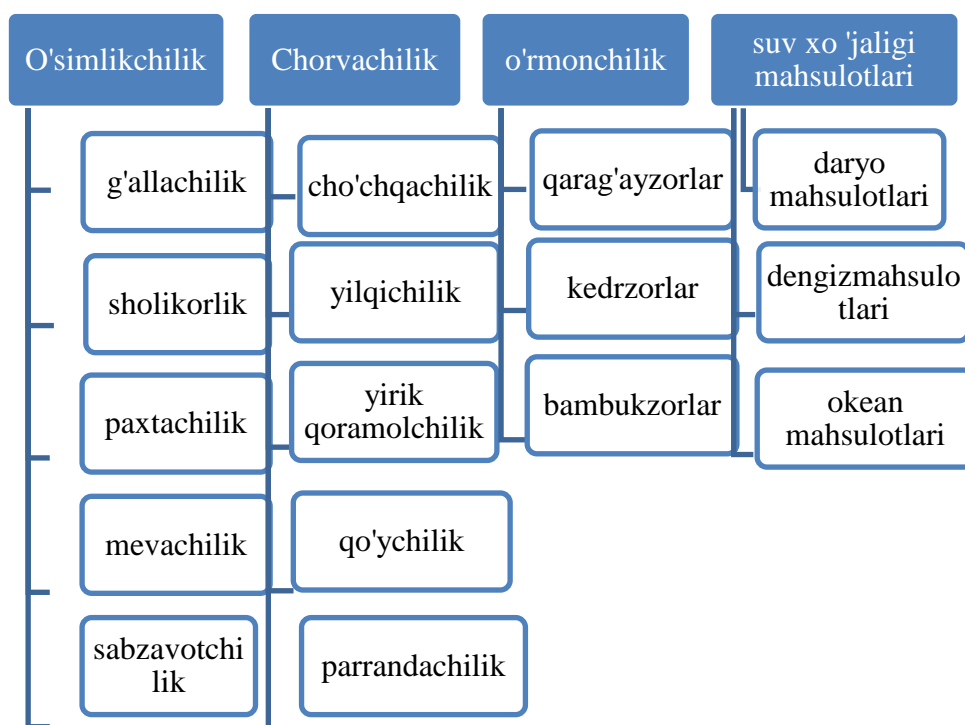 O'simlikchilik
g'allachilik
sholikorlik
paxtachilik
mevachilik
sabzavotchi
lik
Chorvachilik
cho'chqachilik
yilqichilik
yirik
qoramolchilik
qo'ychilik
parrandachilik
o'rmonchilik
qarag'ayzorlar
kedrzorlar
bambukzorlar
suv xo 'jaligi
mahsulotlari
daryo
mahsulotlari
dengizmahsulo
tlari
okean
mahsulotlari